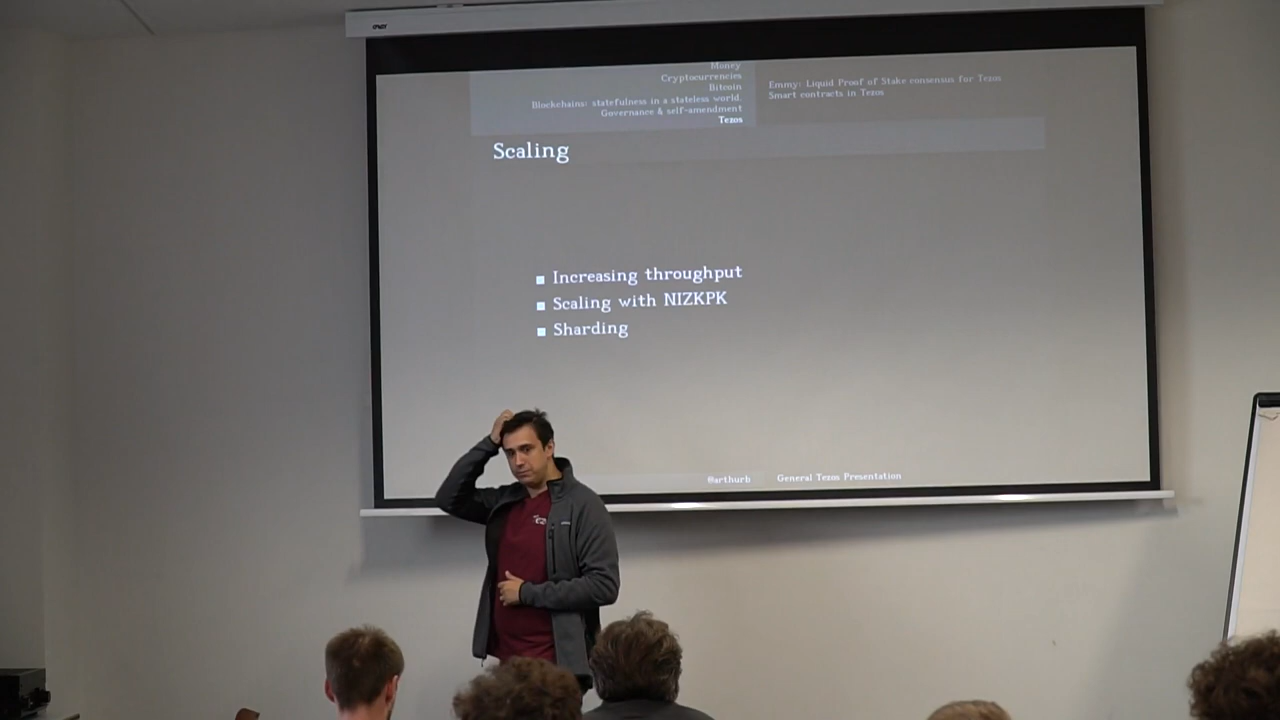 Money
Cryptocurrencies
Bitcoin
Blockchains: statefulness in a stateless world.
Governance & self-amendment
Tezos
Emmy: Liquid Proof of Stake consensus for Tezos
Smart contracts in Tezos
Scaling
Increasing throughput
Scaling with NIZKPK
Sharding
@arthurb
General Tezos Presentation